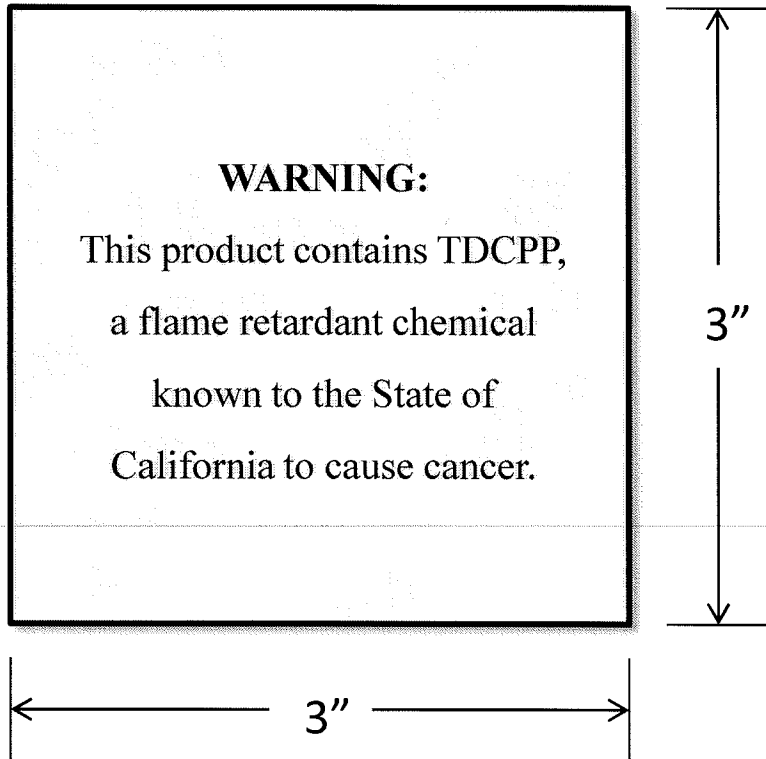 WARNING:
This product contains TDCPP,
a flame retardant chemical
known to the State of
California to cause cancer.
3”
3”